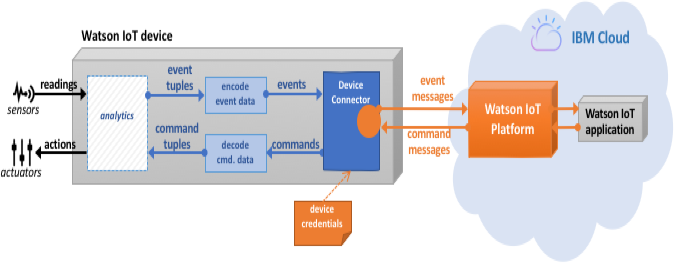 Watson IoT device
IBM Cloud
readings
sensors
analytics
event
tuples
encode
event data
events
Device
Connector
event
messages
Watson IoT
Platform
Watson IoT
application
actions
actuators
command
tuples
decode
cmd. data
commands
command
messages
device
credentials